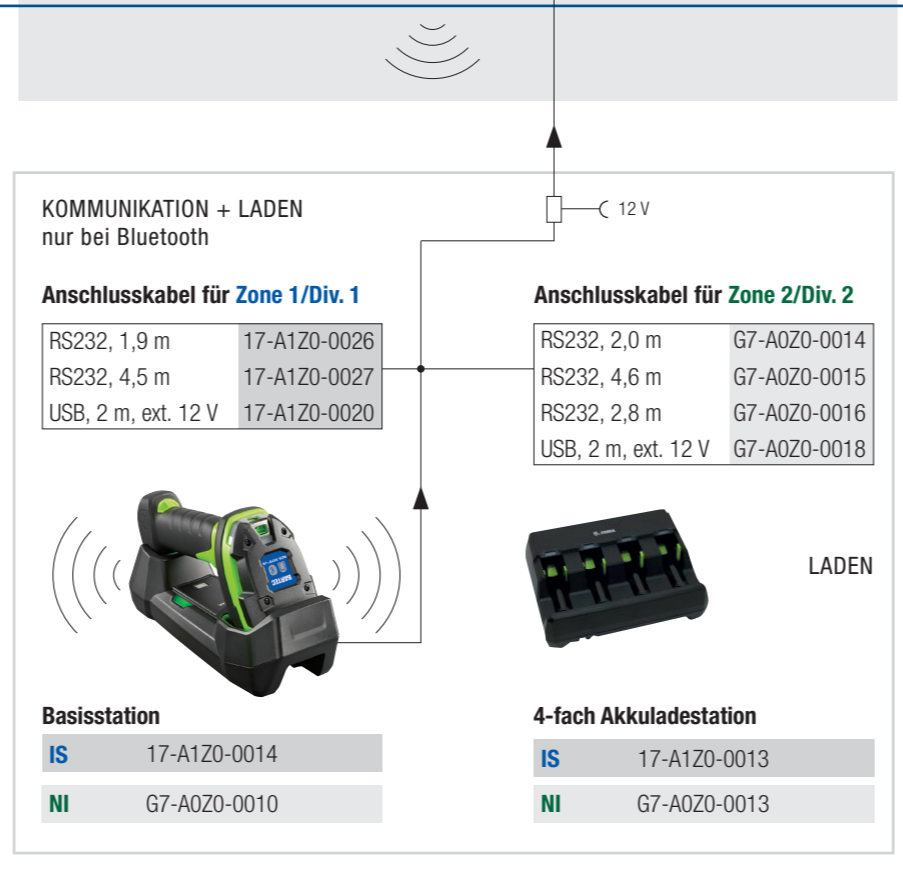 KOMMUNIKATION + LADEN
nur bei Bluetooth
12 V
Anschlusskabel für Zone 1/Div. 1
RS232, 1,9 m 17-A1Z0-0026
RS232, 4,5 m 17-A1Z0-0027
USB, 2 m, ext. 12 V 17-A1Z0-0020
Anschlusskabel für Zone 2/Div. 2
RS232, 2,0 m G7-A0Z0-0014
RS232, 4,6 m G7-A0Z0-0015
RS232, 2,8 m G7-A0Z0-0016
USB, 2 m, ext. 12 V G7-A0Z0-0018
BARTEC
LADEN
Basisstation
IS 17-A1Z0-0014
NI G7-A0Z0-0010
4-fach Akkuladestation
IS 17-A1Z0-0013
NI G7-A0Z0-0013